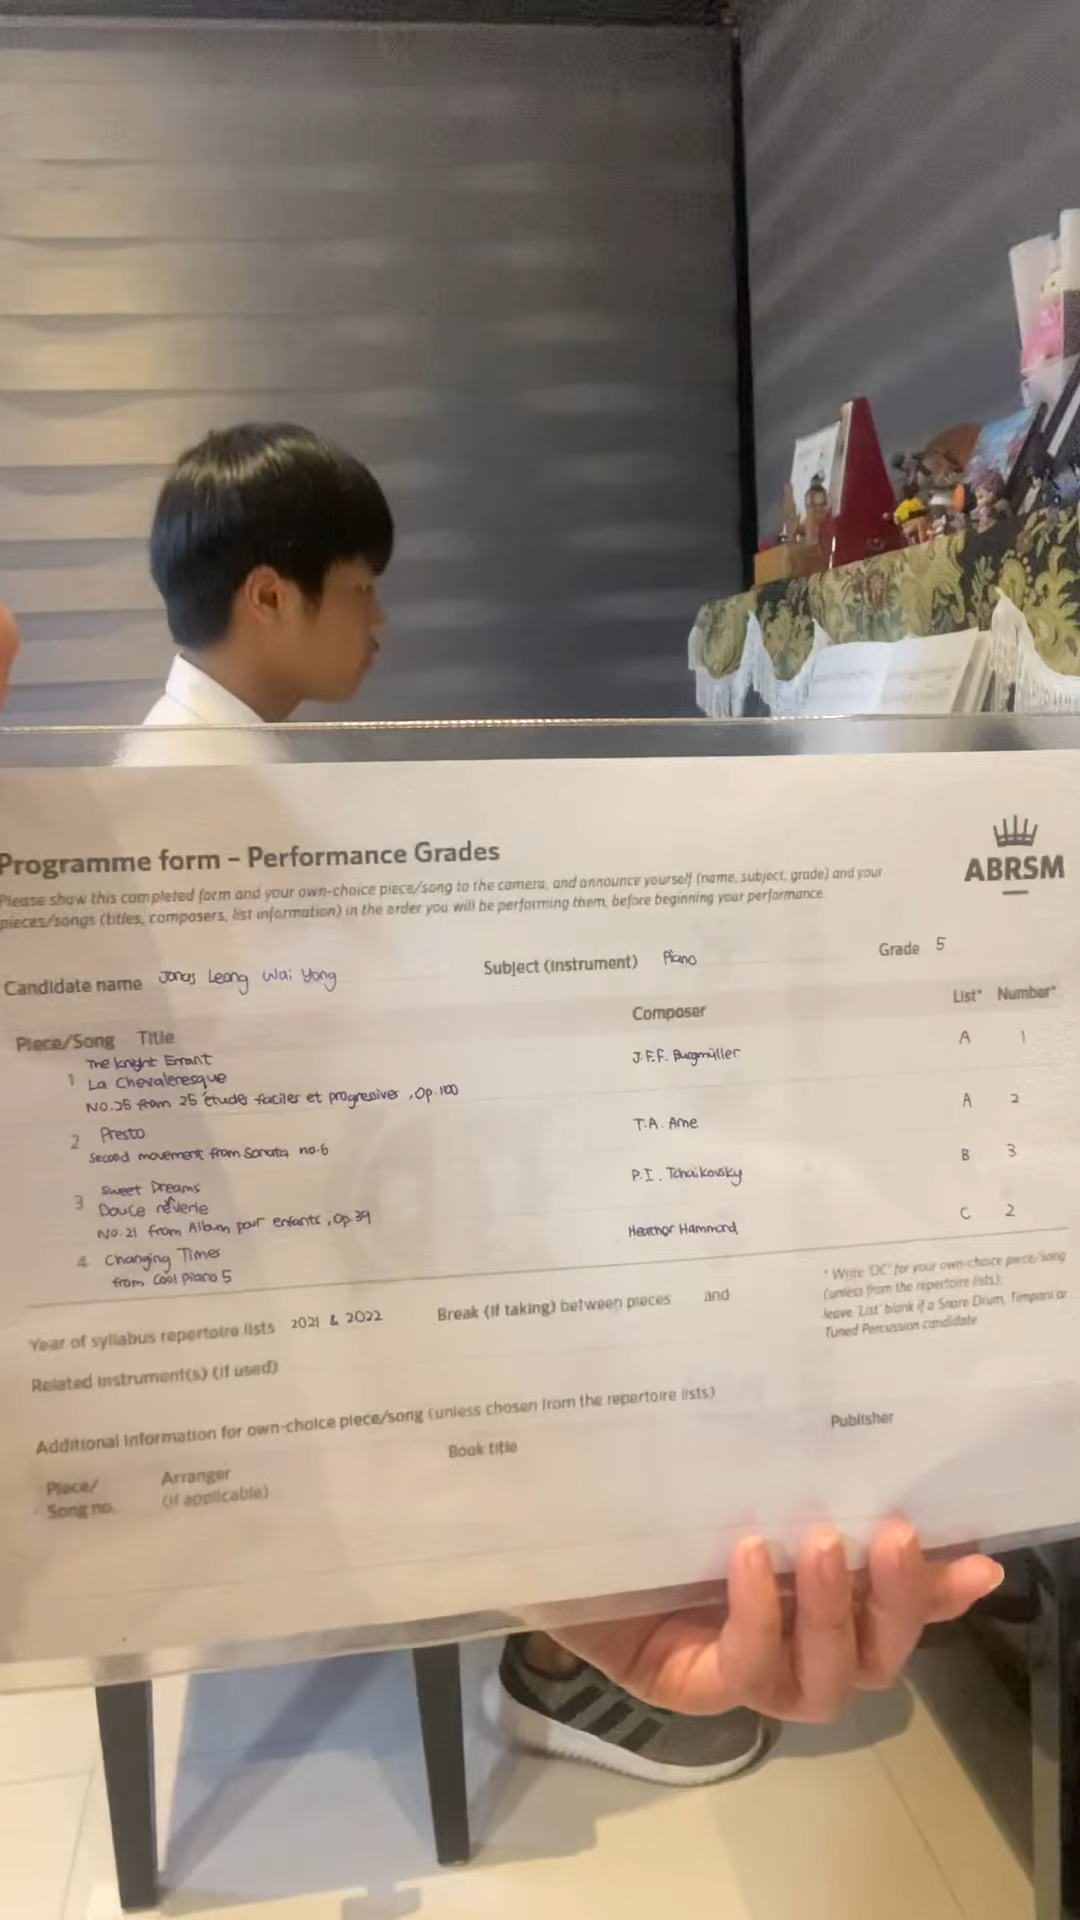 Programme form – Performance Grades
ABRSM
Please show this completed form and your own-choice piece/song to the camera, and announce yourself (name, subject, grade) and your
pieces/songs (titles, composers, list information) in the order you will be performing them, before beginning your performance
Candidate name Jonas Leong Wai Yong Subject (instrument) Piano Grade 5
Piece/Song Title Composer List* Number*
The Knight Errant
1 La Chevaleresque J.F.F. Burgmüller A 1
No.25 from 25 études faciles et progressives, Op.100
2 Presto T.A. Arne A 2
Second movement from Sonata no.6
Sweet Dreams
3 Douce rêverie P.I. Tchaikovsky B 3
No.21 from Album pour enfants, Op.39
4 Changing Times Heather Hammond C 2
from Cool Piano 5
Year of syllabus repertoire lists 2021 & 2022 Break (if taking) between pieces and
* Write 'OC' for your own-choice piece/song
(unless from the repertoire lists);
leave 'List' blank if a Snare Drum, Timpani or
Tuned Percussion candidate
Related instrument(s) (if used)
Additional information for own-choice piece/song (unless chosen from the repertoire lists)
Piece/ Arranger Book title Publisher
Song no. (if applicable)